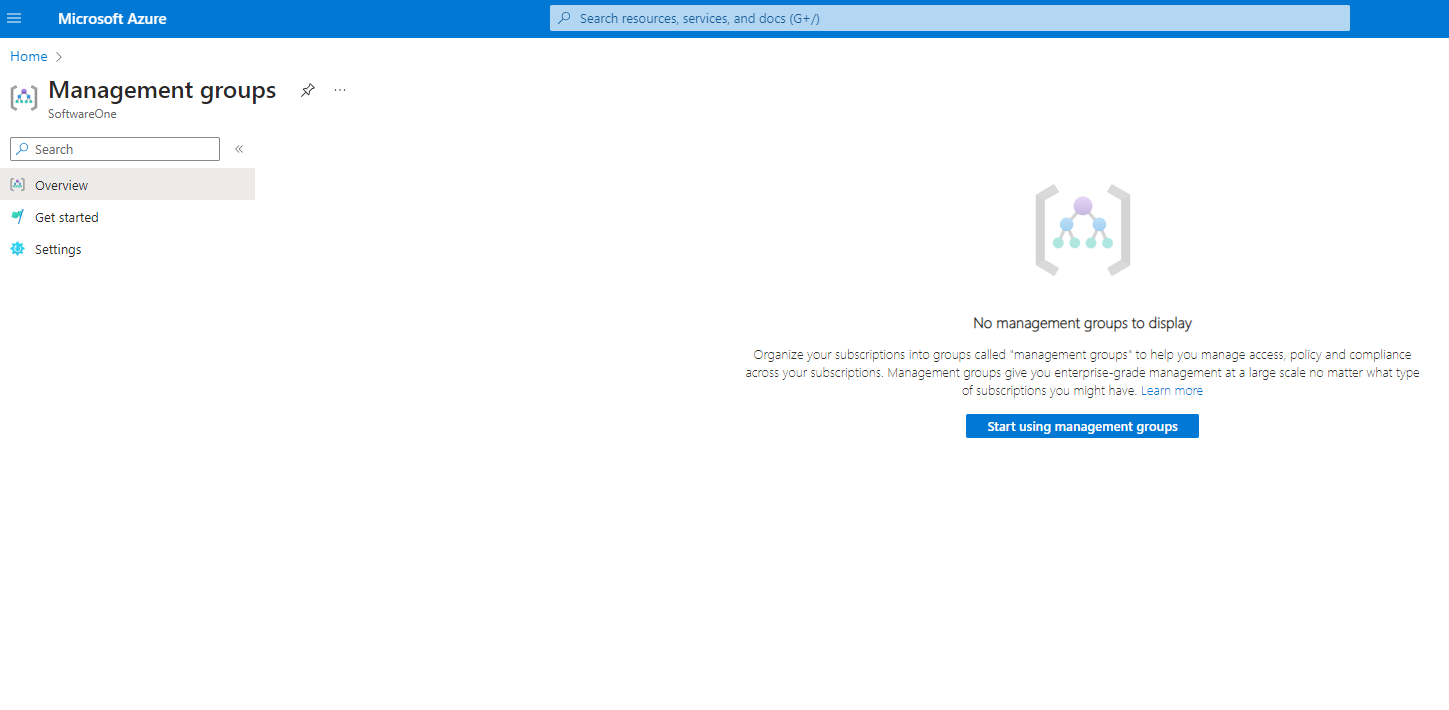 Microsoft Azure
Search resources, services, and docs (G+/)
Home
Management groups
SoftwareOne
Search
Overview
Get started
Settings
No management groups to display
Organize your subscriptions into groups called "management groups" to help you manage access, policy and compliance
across your subscriptions. Management groups give you enterprise-grade management at a large scale no matter what type
of subscriptions you might have. Learn more
Start using management groups